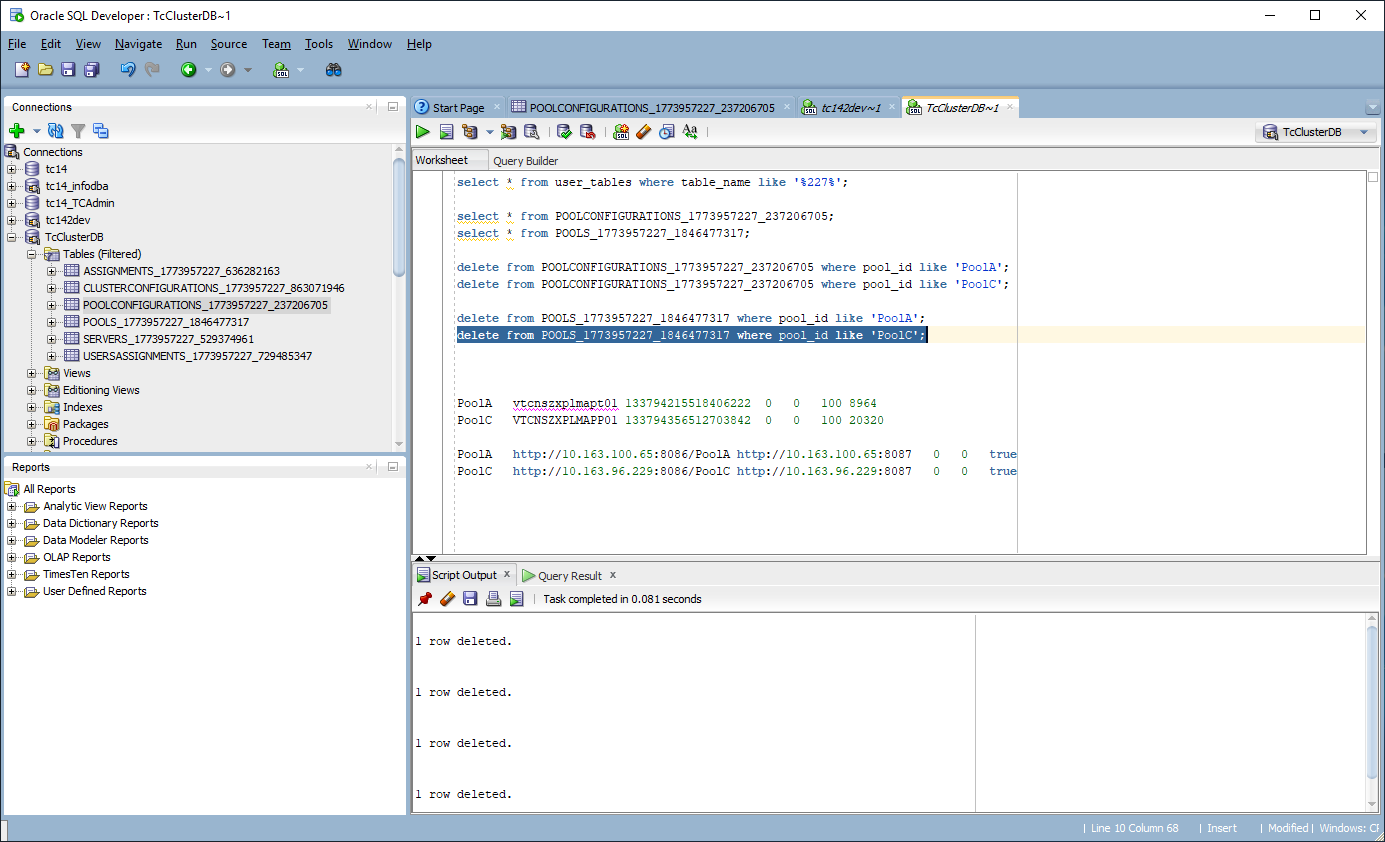 Oracle SQL Developer : TcClusterDB~1
File Edit View Navigate Run Source Team Tools Window Help
Connections
Connections
tc14
tc14_infodba
tc14_TCAdmin
tc142dev
TcClusterDB
Tables (Filtered)
ASSIGNMENTS_1773957227_636282163
CLUSTERCONFIGURATIONS_1773957227_863071946
POOLCONFIGURATIONS_1773957227_237206705
POOLS_1773957227_1846477317
SERVERS_1773957227_529374961
USERSASSIGNMENTS_1773957227_729485347
Views
Editioning Views
Indexes
Packages
Procedures
Reports
All Reports
Analytic View Reports
Data Dictionary Reports
Data Modeler Reports
OLAP Reports
TimesTen Reports
User Defined Reports
Start Page POOLCONFIGURATIONS_1773957227_237206705 tc142dev~1 TcClusterDB~1
SQL
Aa
TcClusterDB
Worksheet Query Builder
select * from user_tables where table_name like '%227%';
select * from POOLCONFIGURATIONS_1773957227_237206705;
select * from POOLS_1773957227_1846477317;
delete from POOLCONFIGURATIONS_1773957227_237206705 where pool_id like 'PoolA';
delete from POOLCONFIGURATIONS_1773957227_237206705 where pool_id like 'PoolC';
delete from POOLS_1773957227_1846477317 where pool_id like 'PoolA';
delete from POOLS_1773957227_1846477317 where pool_id like 'PoolC';
PoolA vtcnszxplmapt01 133794215518406222 0 0 100 8964
PoolC VTCNSZXPLMAPP01 133794356512703842 0 0 100 20320
PoolA http://10.163.100.65:8086/PoolA http://10.163.100.65:8087 0 0 true
PoolC http://10.163.96.229:8086/PoolC http://10.163.96.229:8087 0 0 true
Script Output Query Result
Task completed in 0.081 seconds
1 row deleted.
1 row deleted.
1 row deleted.
1 row deleted.
Line 10 Column 68 Insert Modified Windows: CF